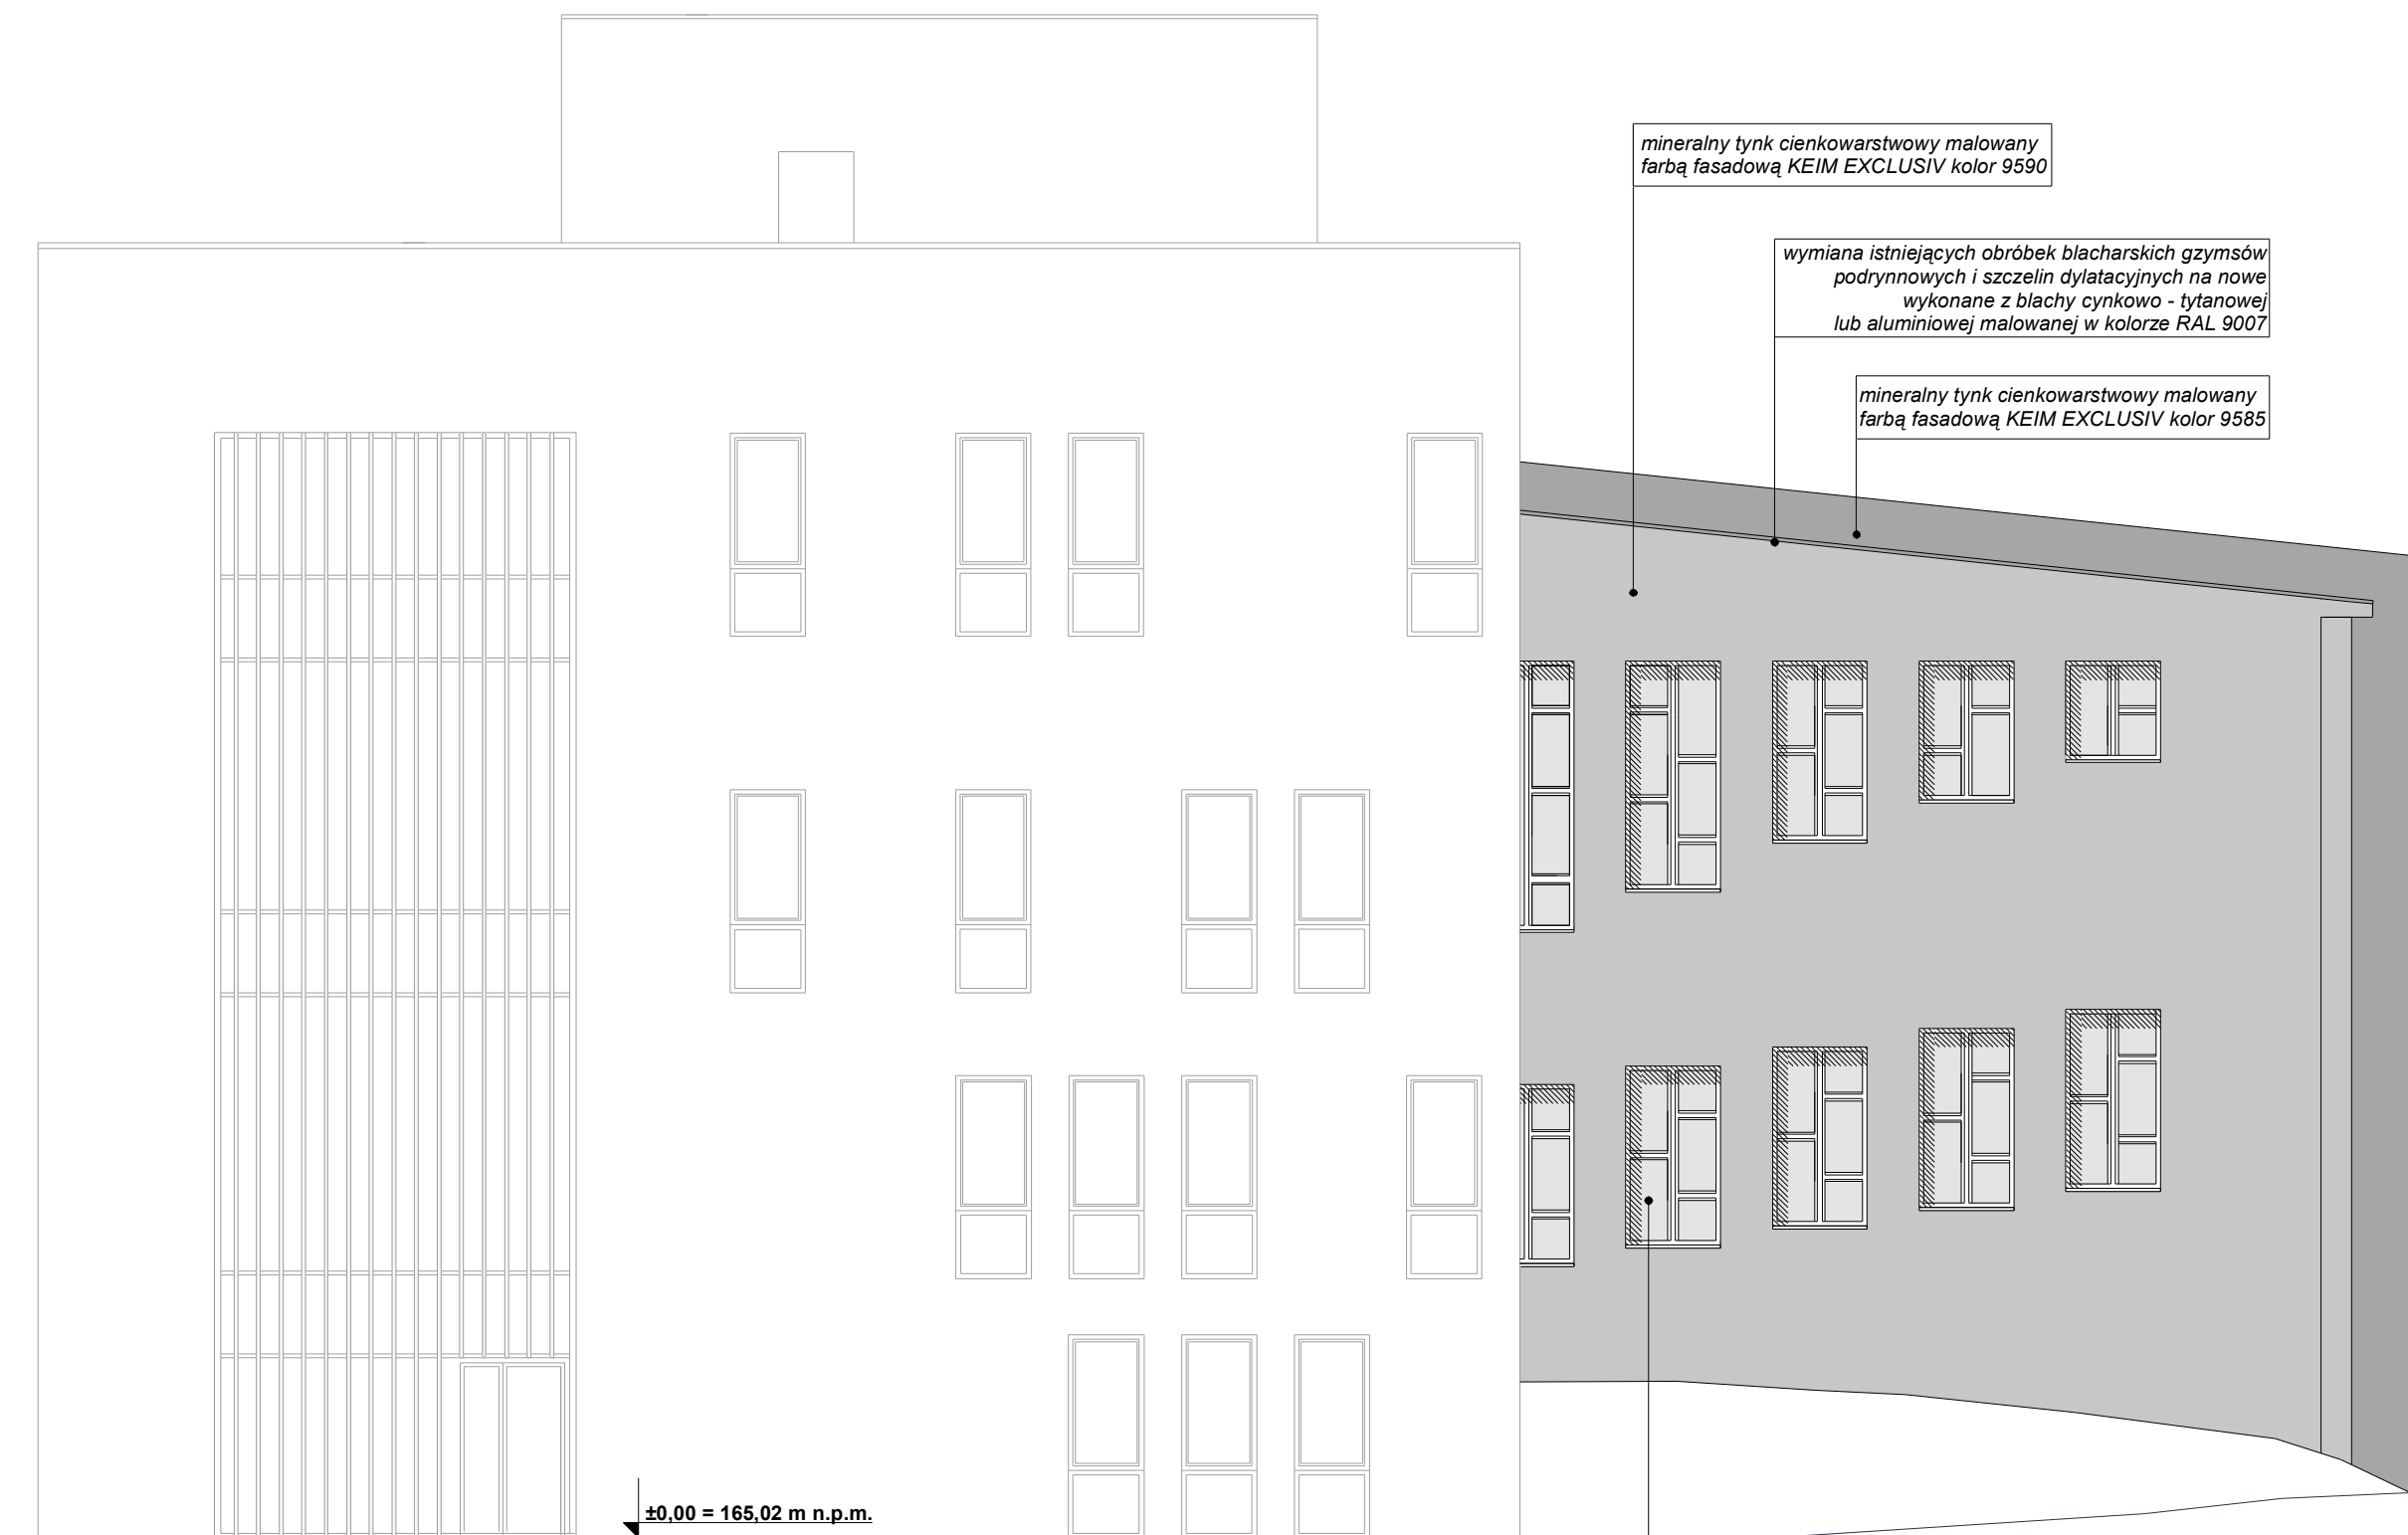 mineralny tynk cienkowarstwowy malowany
farbą fasadową KEIM EXCLUSIV kolor 9590
wymiana istniejących obróbek blacharskich gzymsów
podrynnowych i szczelin dylatacyjnych na nowe
wykonane z blachy cynkowo - tytanowej
lub aluminiowej malowanej w kolorze RAL 9007
mineralny tynk cienkowarstwowy malowany
farbą fasadową KEIM EXCLUSIV kolor 9585
±0,00 = 165,02 m n.p.m.